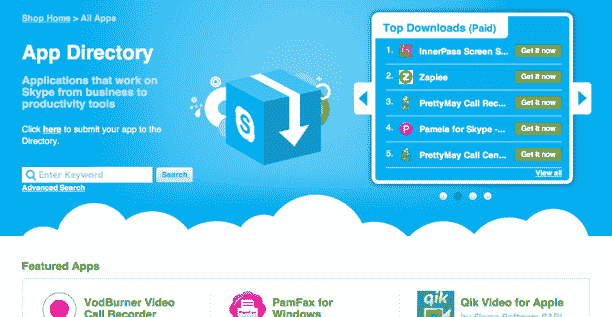 Shop Home > All Apps
App Directory
Applications that work on
Skype from business to
productivity tools
Click here to submit your app to the
Directory.
Enter Keyword
Search
Advanced Search
Top Downloads (Paid)
1. InnerPass Screen S... Get it now
2. Zaplee Get it now
3. PrettyMay Call Rec... Get it now
4. Pamela for Skype -... Get it now
5. PrettyMay Call Cen... Get it now
View all
Featured Apps
VodBurner Video
Call Recorder
PamFax for
Windows
qik
Qik Video for Apple